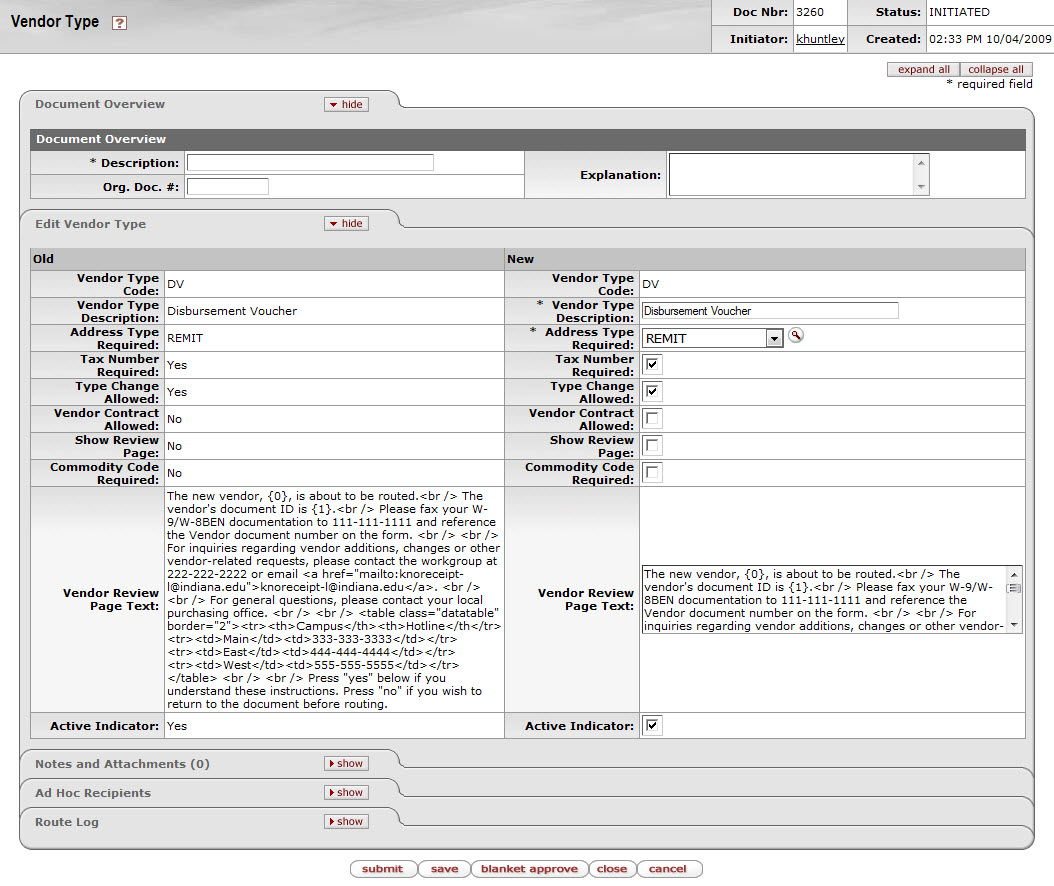 Vendor Type ?
Doc Nbr: 3260 Status: INITIATED
Initiator: khuntley Created: 02:33 PM 10/04/2009
expand all collapse all
* required field
Document Overview hide
Document Overview
* Description:
Org. Doc. #:
Explanation:
Edit Vendor Type hide
Old New
Vendor Type
Code: DV
Vendor Type
Code: DV
Vendor Type
Description: Disbursement Voucher
* Vendor Type
Description: Disbursement Voucher
Address Type
Required: REMIT
* Address Type
Required: REMIT
Tax Number
Required: Yes
Tax Number
Required:
Type Change
Allowed: Yes
Type Change
Allowed:
Vendor Contract
Allowed: No
Vendor Contract
Allowed:
Show Review
Page: No
Show Review
Page:
Commodity Code
Required: No
Commodity Code
Required:
Vendor Review
Page Text:
The new vendor, {0}, is about to be routed.<br /> The
vendor's document ID is {1}.<br /> Please fax your W-
9/W-8BEN documentation to 111-111-1111 and reference
the Vendor document number on the form. <br /> <br />
For inquiries regarding vendor additions, changes or other
vendor-related requests, please contact the workgroup at
222-222-2222 or email <a href="mailto:knoreceipt-
l@indiana.edu">knoreceipt-l@indiana.edu</a>. <br />
<br /> For general questions, please contact your local
purchasing office. <br /> <br /> <table class="datatable"
border="2"><tr><th>Campus</th><th>Hotline</th</tr>
<tr><td>Main</td><td>333-333-3333</td></tr>
<tr><td>East</td><td>444-444-4444</td></tr>
<tr><td>West</td><td>555-555-5555</td></tr>
</table> <br /> <br /> Press "yes" below if you
understand these instructions. Press "no" if you wish to
return to the document before routing.
Vendor Review
Page Text:
The new vendor, {0}, is about to be routed.<br /> The
vendor's document ID is {1}.<br /> Please fax your W-9/W-
8BEN documentation to 111-111-1111 and reference the
Vendor document number on the form. <br /> <br /> For
inquiries regarding vendor additions, changes or other vendor-
Active Indicator: Yes
Active Indicator:
Notes and Attachments (0) show
Ad Hoc Recipients show
Route Log show
submit save blanket approve close cancel